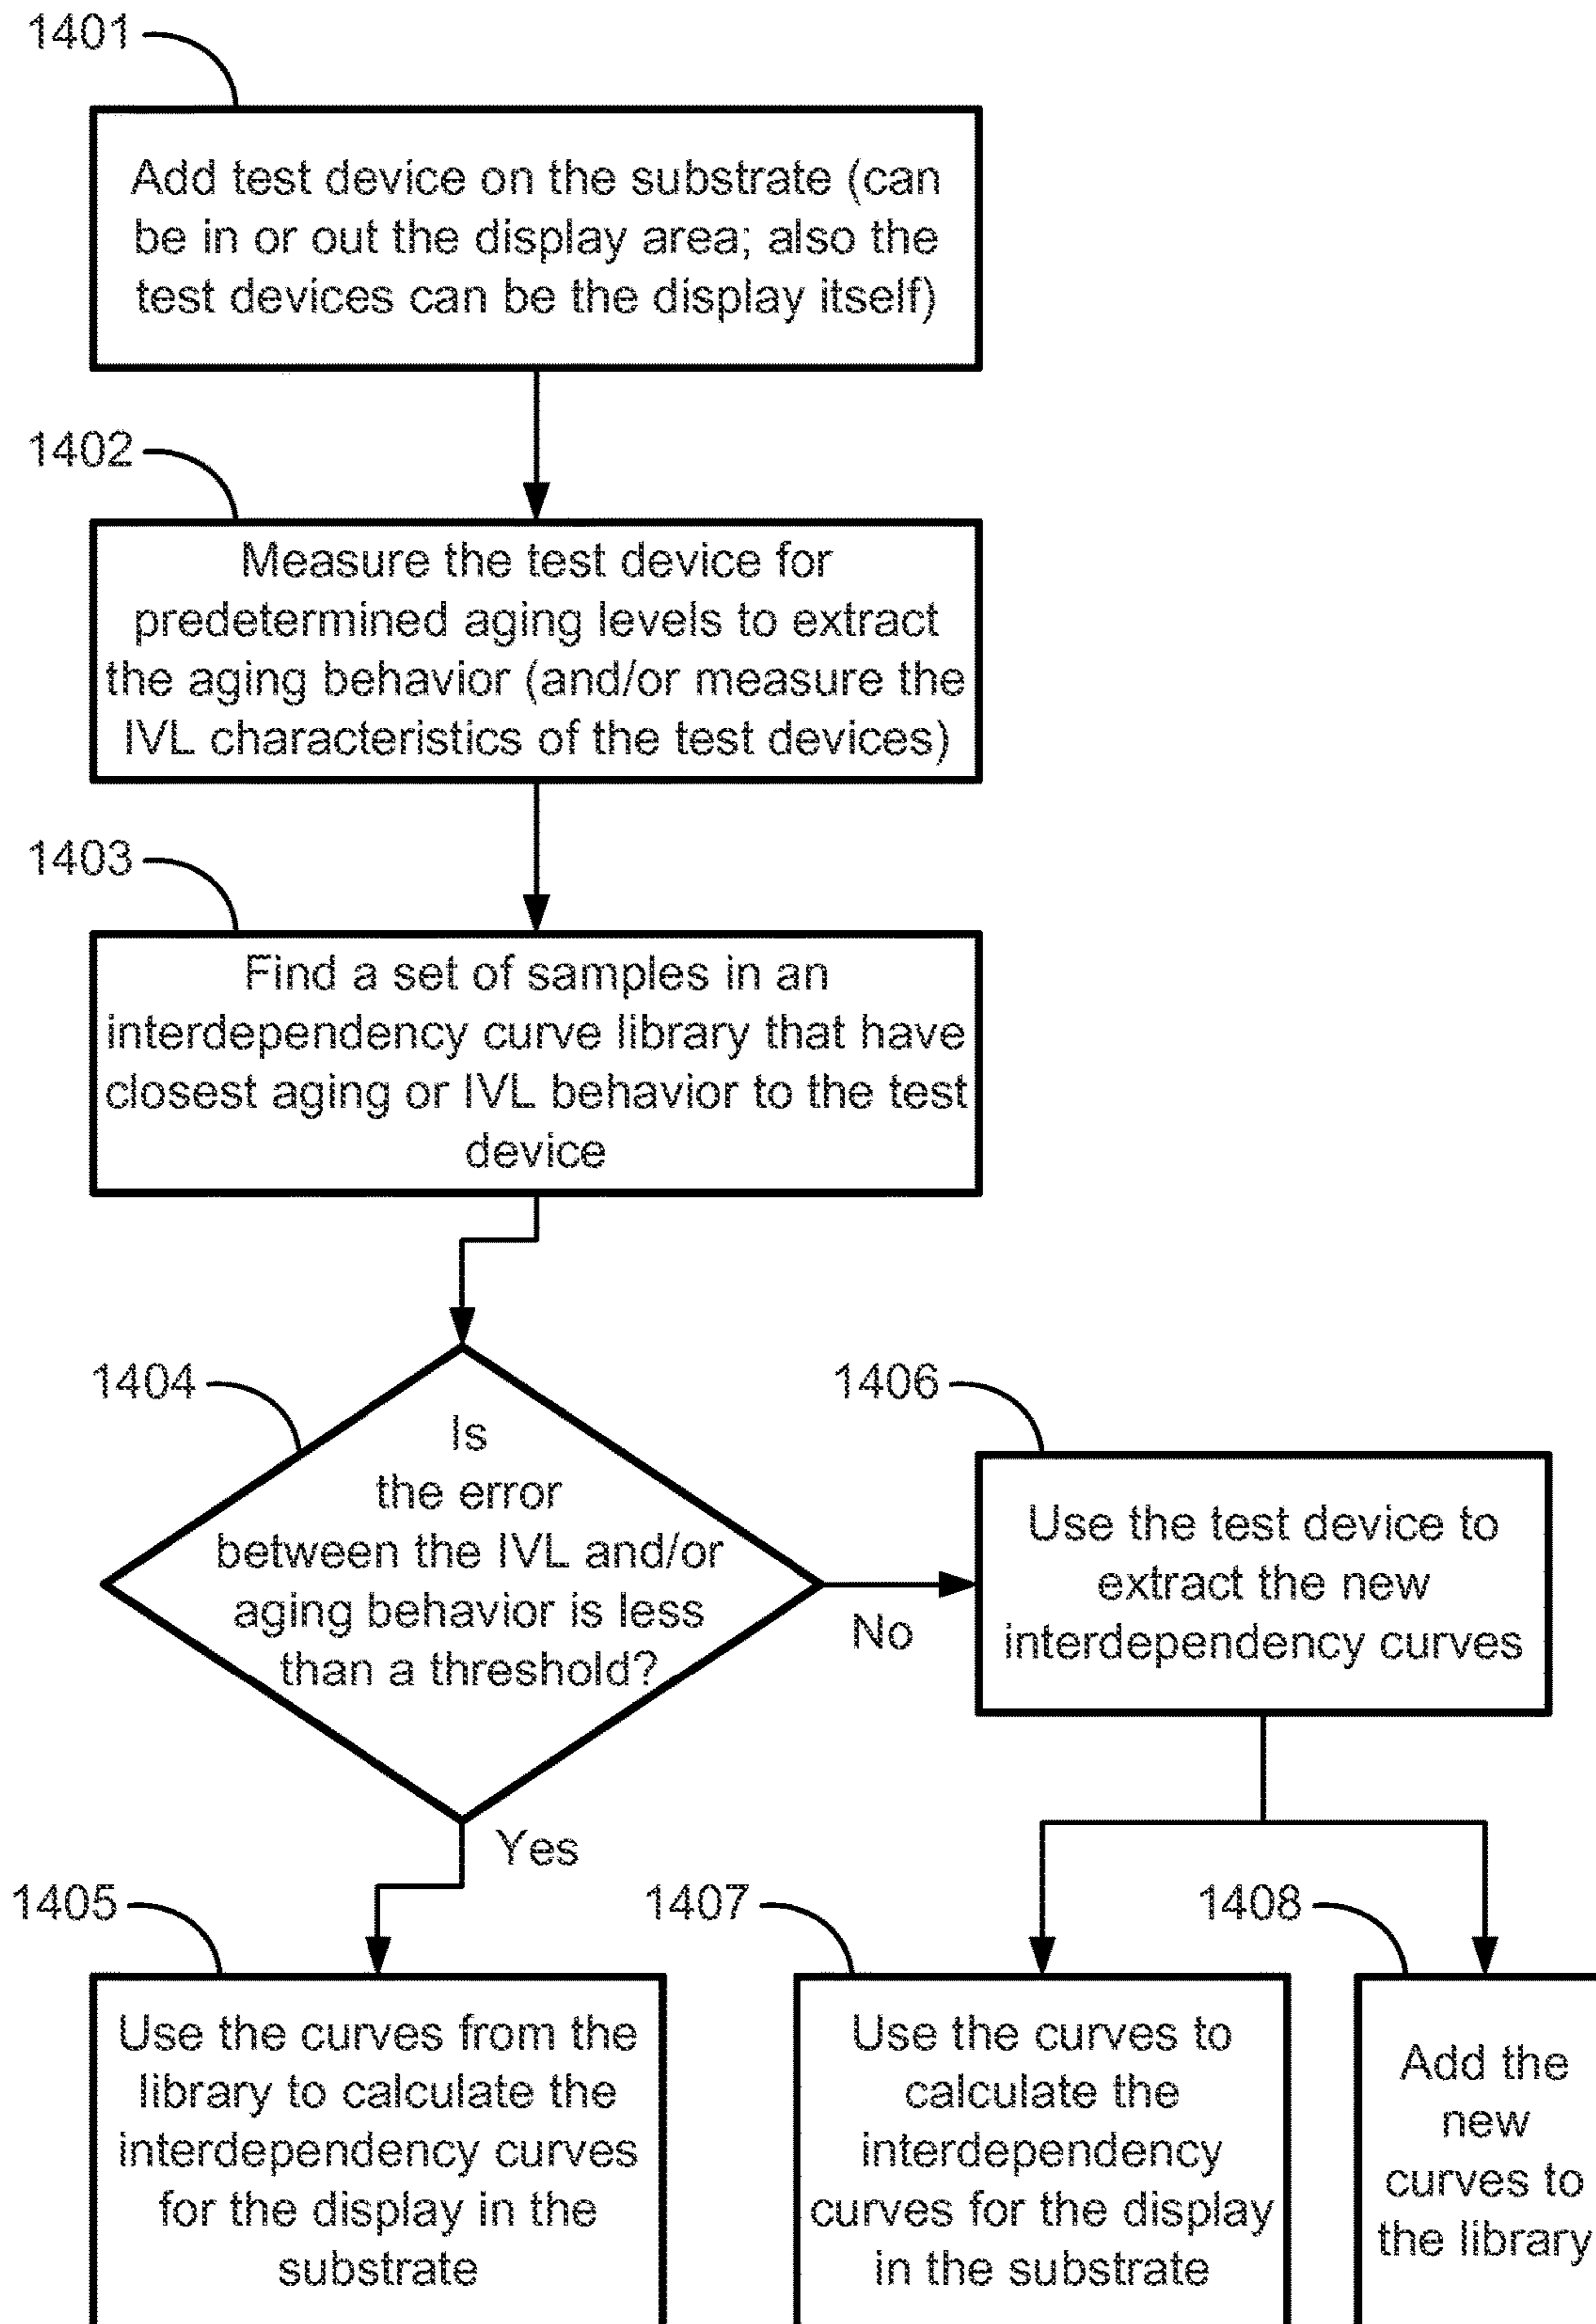 1401
Add test device on the substrate (can
be in or out the display area; also the
test devices can be the display itself)
1402
Measure the test device for
predetermined aging levels to extract
the aging behavior (and/or measure the
IVL characteristics of the test devices)
1403
Find a set of samples in an
interdependency curve library that have
closest aging or IVL behavior to the test
device
1404
Is
the error
between the IVL and/or
aging behavior is less
than a threshold?
No
Yes
1406
Use the test device to
extract the new
interdependency curves
1405
Use the curves from the
library to calculate the
interdependency curves
for the display in the
substrate
1407
Use the curves to
calculate the
interdependency
curves for the display
in the substrate
1408
Add the
new
curves to
the library